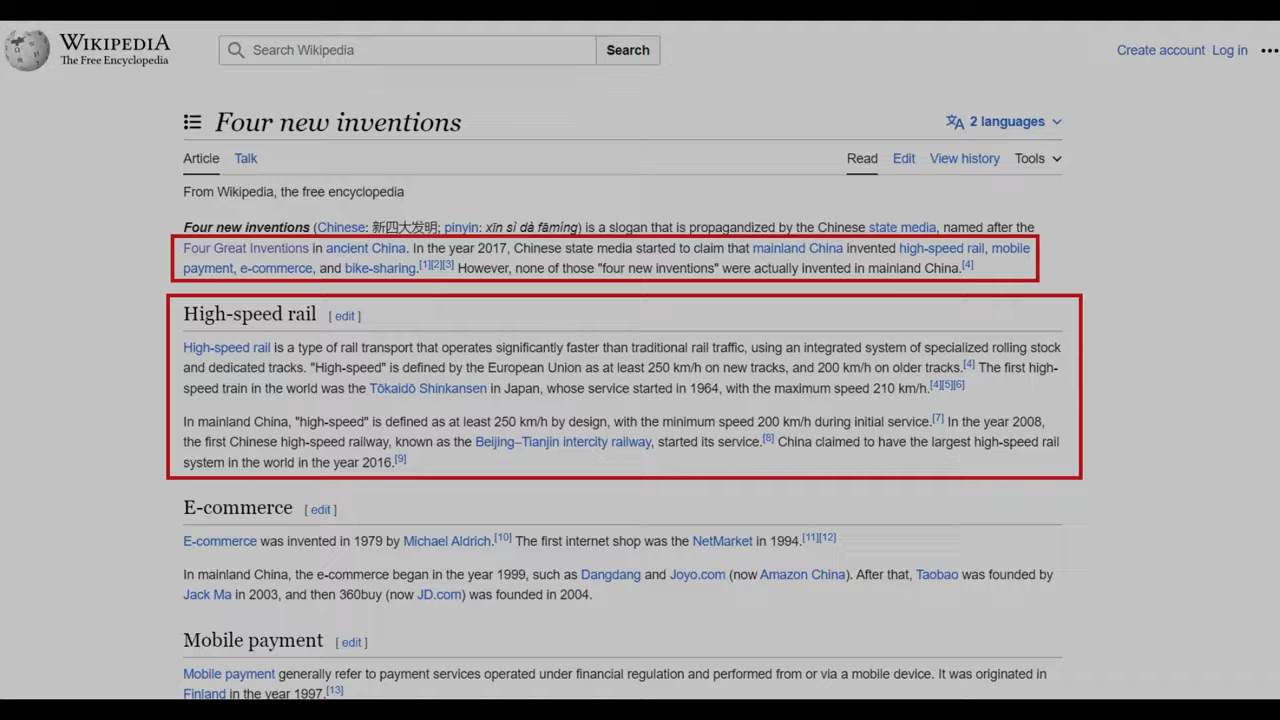 WIKIPEDIA
The Free Encyclopedia
Search Wikipedia
Search
Create account Log in
Four new inventions
2 languages
Article Talk
Read Edit View history Tools
From Wikipedia, the free encyclopedia
Four new inventions (Chinese: 新四大发明; pinyin: xīn sì dà fāmíng) is a slogan that is propagandized by the Chinese state media, named after the
Four Great Inventions in ancient China. In the year 2017, Chinese state media started to claim that mainland China invented high-speed rail, mobile
payment, e-commerce, and bike-sharing.[1][2][3] However, none of those "four new inventions" were actually invented in mainland China.[4]
High-speed rail [ edit ]
High-speed rail is a type of rail transport that operates significantly faster than traditional rail traffic, using an integrated system of specialized rolling stock
and dedicated tracks. "High-speed" is defined by the European Union as at least 250 km/h on new tracks, and 200 km/h on older tracks.[4] The first high-
speed train in the world was the Tōkaidō Shinkansen in Japan, whose service started in 1964, with the maximum speed 210 km/h.[4][5][6]
In mainland China, "high-speed" is defined as at least 250 km/h by design, with the minimum speed 200 km/h during initial service.[7] In the year 2008,
the first Chinese high-speed railway, known as the Beijing–Tianjin intercity railway, started its service.[8] China claimed to have the largest high-speed rail
system in the world in the year 2016.[9]
E-commerce [ edit ]
E-commerce was invented in 1979 by Michael Aldrich.[10] The first internet shop was the NetMarket in 1994.[11][12]
In mainland China, the e-commerce began in the year 1999, such as Dangdang and Joyo.com (now Amazon China). After that, Taobao was founded by
Jack Ma in 2003, and then 360buy (now JD.com) was founded in 2004.
Mobile payment [ edit ]
Mobile payment generally refer to payment services operated under financial regulation and performed from or via a mobile device. It was originated in
Finland in the year 1997.[13]